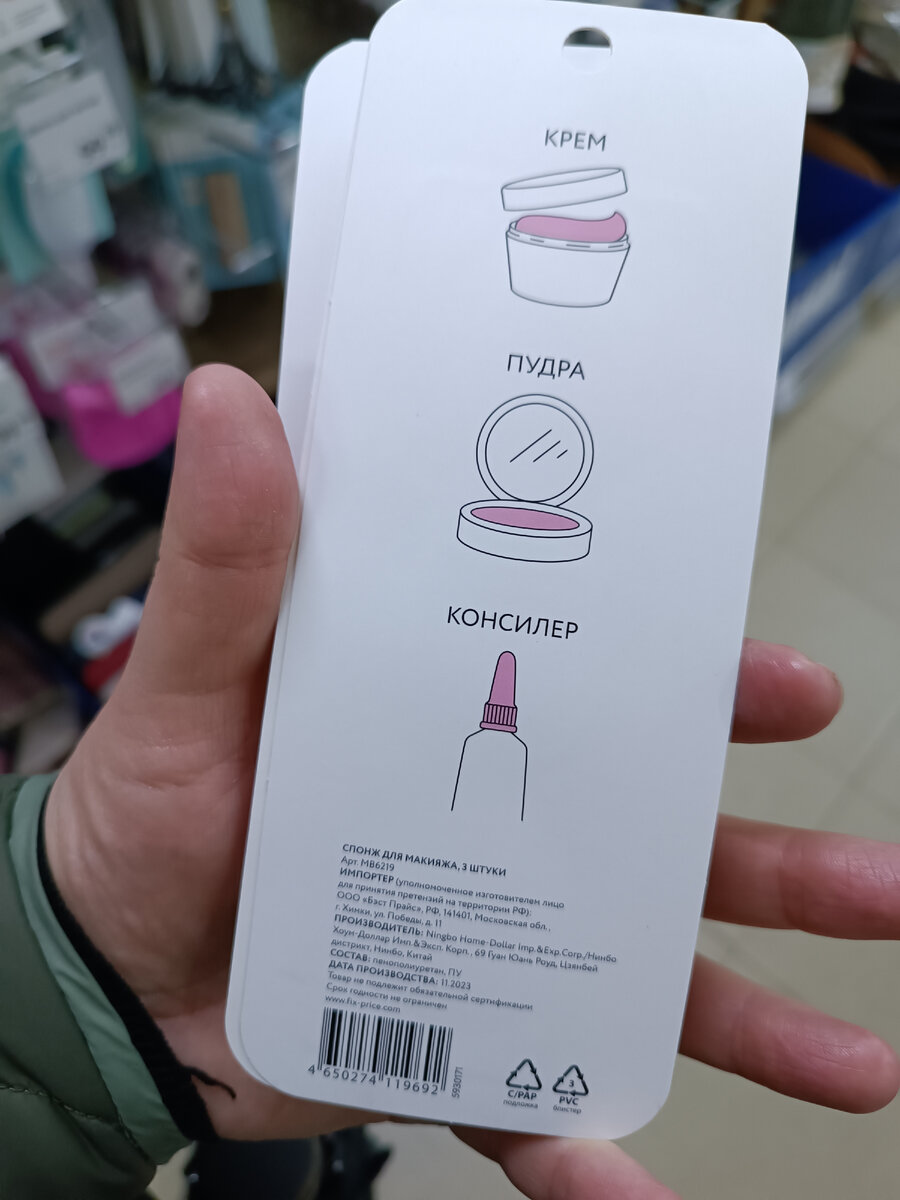 КРЕМ
ПУДРА
КОНСИЛЕР
СПОНЖ ДЛЯ МАКИЯЖА, 3 ШТУКИ
Арт. MB6219
ИМПОРТЕР (уполномоченное изготовителем лицо
для принятия претензий на территории РФ):
ООО «Бэст Прайс», РФ, 141401, Московская обл.,
г. Химки, ул. Победы, д. 11
ПРОИЗВОДИТЕЛЬ: Ningbo Home-Dollar Imp.&Exp.Corp./Нинбо
Хоум-Доллар Имп.&Эксп. Корп., 69 Гуан Юань Роуд, Цзянбей
дистрикт, Нинбо, Китай
СОСТАВ: пенополиуретан, ПУ
ДАТА ПРОИЗВОДСТВА: 11.2023
Товар не подлежит обязательной сертификации
Срок годности не ограничен
www.fix-price.com
4 650274 119692
5930171
C/PAP
подложка
3
PVC
блистер